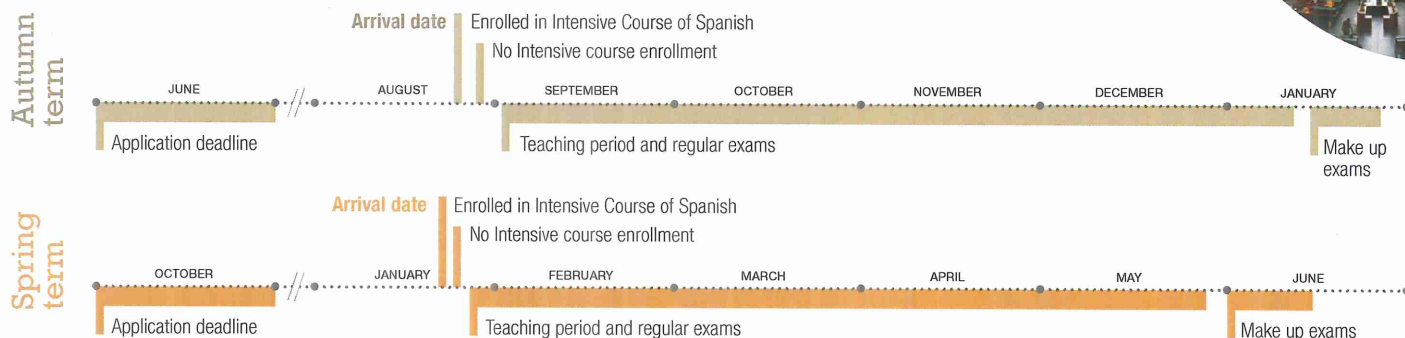 Autumn
term
Arrival date
Enrolled in Intensive Course of Spanish
No Intensive course enrollment
JUNE
AUGUST
SEPTEMBER
OCTOBER
NOVEMBER
DECEMBER
JANUARY
Application deadline
Teaching period and regular exams
Make up
exams
Spring
term
Arrival date
Enrolled in Intensive Course of Spanish
No Intensive course enrollment
OCTOBER
JANUARY
FEBRUARY
MARCH
APRIL
MAY
JUNE
Application deadline
Teaching period and regular exams
Make up exams